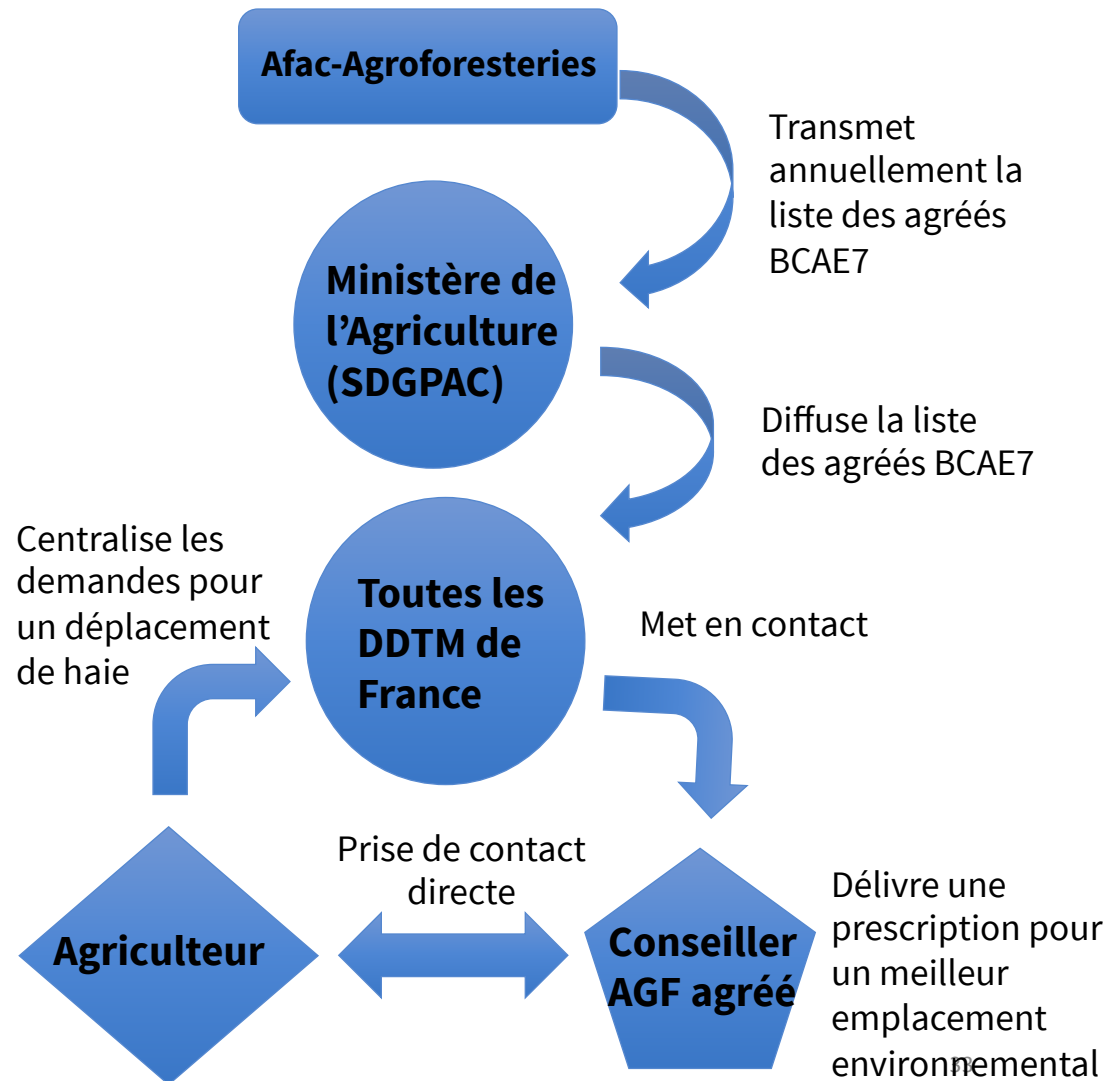 Afac-Agroforesteries
Transmet
annuellement la
liste des agréés
BCAE7
Ministère de
l’Agriculture
(SDGPAC)
Diffuse la liste
des agréés BCAE7
Centralise les
demandes pour
un déplacement
de haie
Toutes les
DDTM de
France
Met en contact
Prise de contact
directe
Agriculteur
Conseiller
AGF agréé
Délivre une
prescription pour
un meilleur
emplacement
environnemental
33